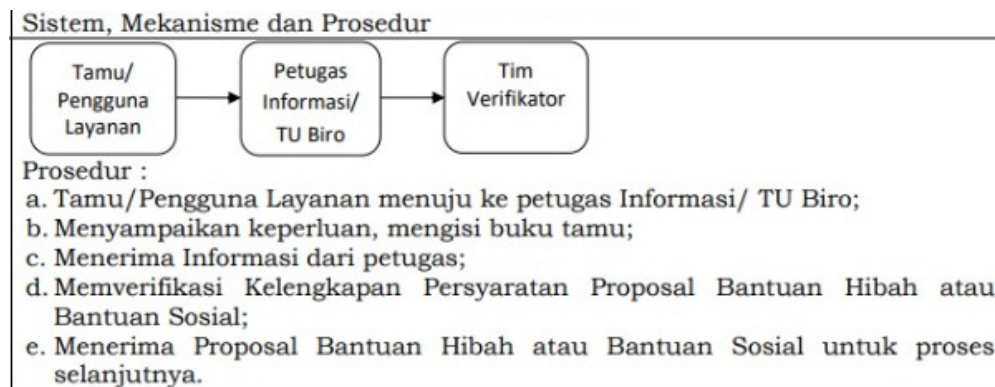 Sistem, Mekanisme dan Prosedur
Tamu/
Pengguna
Layanan
Petugas
Informasi/
TU Biro
Tim
Verifikator
Prosedur :
a. Tamu/Pengguna Layanan menuju ke petugas Informasi/ TU Biro;
b. Menyampaikan keperluan, mengisi buku tamu;
c. Menerima Informasi dari petugas;
d. Memverifikasi Kelengkapan Persyaratan Proposal Bantuan Hibah atau
Bantuan Sosial;
e. Menerima Proposal Bantuan Hibah atau Bantuan Sosial untuk proses
selanjutnya.